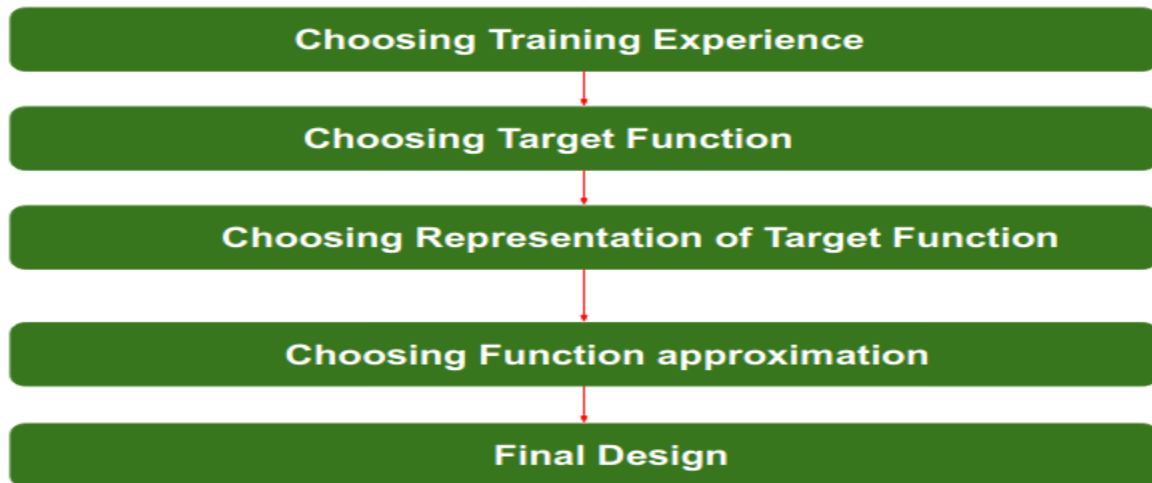 Choosing Training Experience
Choosing Target Function
Choosing Representation of Target Function
Choosing Function approximation
Final Design